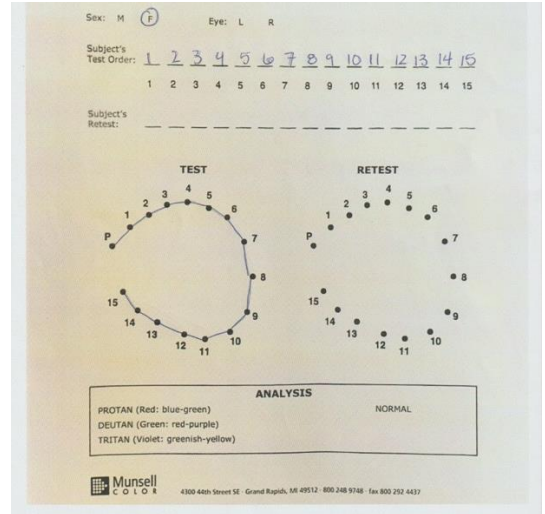 Sex: M F Eye: L R
Subject's
Test Order: 1 2 3 4 5 6 7 8 9 10 11 12 13 14 15
1 2 3 4 5 6 7 8 9 10 11 12 13 14 15
Subject's
Retest:
TEST RETEST
P 1 2 3 4 5 6 7 8 9 10 11 12 13 14 15
P 1 2 3 4 5 6 7 8 9 10 11 12 13 14 15
ANALYSIS
PROTAN (Red: blue-green) NORMAL
DEUTAN (Green: red-purple)
TRITAN (Violet: greenish-yellow)
Munsell
COLOR 4300 44th Street SE · Grand Rapids, MI 49512 · 800 248 9748 · fax 800 292 4437